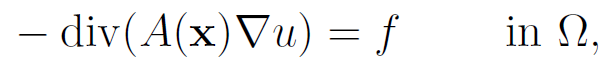 − div(A(x)∇u) = f in Ω,